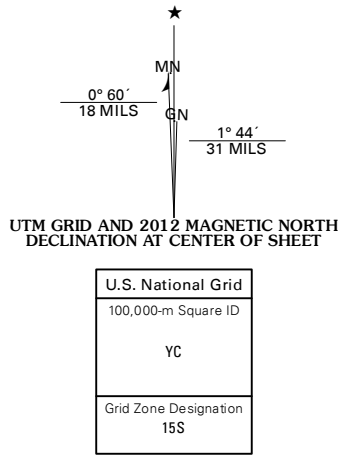 ★
MN
0° 60´
18 MILS
GN
1° 44´
31 MILS
UTM GRID AND 2012 MAGNETIC NORTH
DECLINATION AT CENTER OF SHEET
U.S. National Grid
100,000-m Square ID
YC
Grid Zone Designation
15S